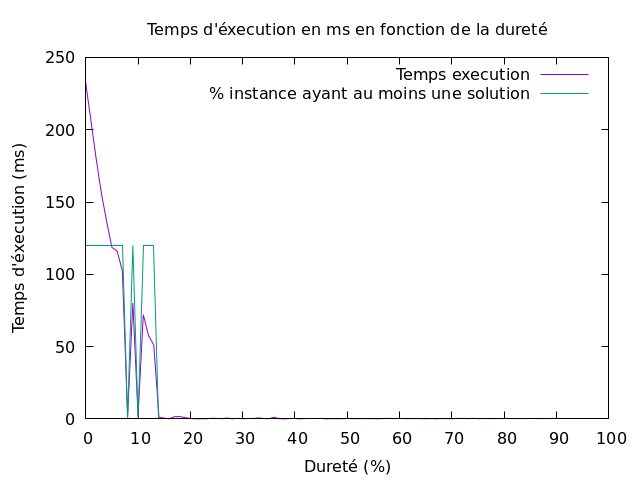 Temps d'éxecution en ms en fonction de la dureté
Temps execution
% instance ayant au moins une solution
Temps d'éxecution (ms)
250
200
150
100
50
0
0 10 20 30 40 50 60 70 80 90 100
Dureté (%)